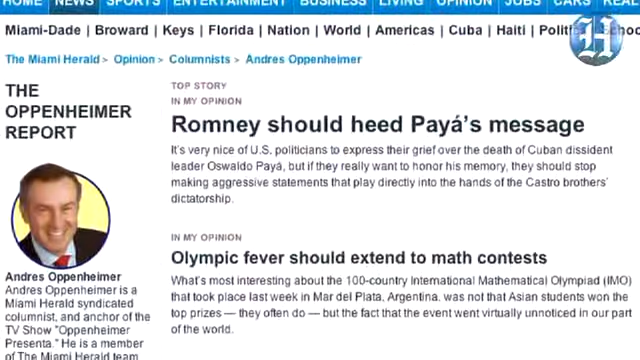 HOME NEWS SPORTS ENTERTAINMENT BUSINESS LIVING OPINION JOBS CARS REAL
Miami-Dade | Broward | Keys | Florida | Nation | World | Americas | Cuba | Haiti | Polit
H
The Miami Herald > Opinion > Columnists > Andres Oppenheimer
THE
OPPENHEIMER
REPORT
Andres Oppenheimer
Andres Oppenheimer is a
Miami Herald syndicated
columnist, and anchor of the
TV Show "Oppenheimer
Presenta." He is a member
of The Miami Herald team
TOP STORY
IN MY OPINION
Romney should heed Payá's message
It's very nice of U.S. politicians to express their grief over the death of Cuban dissident
leader Oswaldo Payá, but if they really want to honor his memory, they should stop
making aggressive statements that play directly into the hands of the Castro brothers'
dictatorship.
IN MY OPINION
Olympic fever should extend to math contests
What's most interesting about the 100-country International Mathematical Olympiad (IMO)
that took place last week in Mar del Plata, Argentina. was not that Asian students won the
top prizes — they often do — but the fact that the event went virtually unnoticed in our part
of the world.